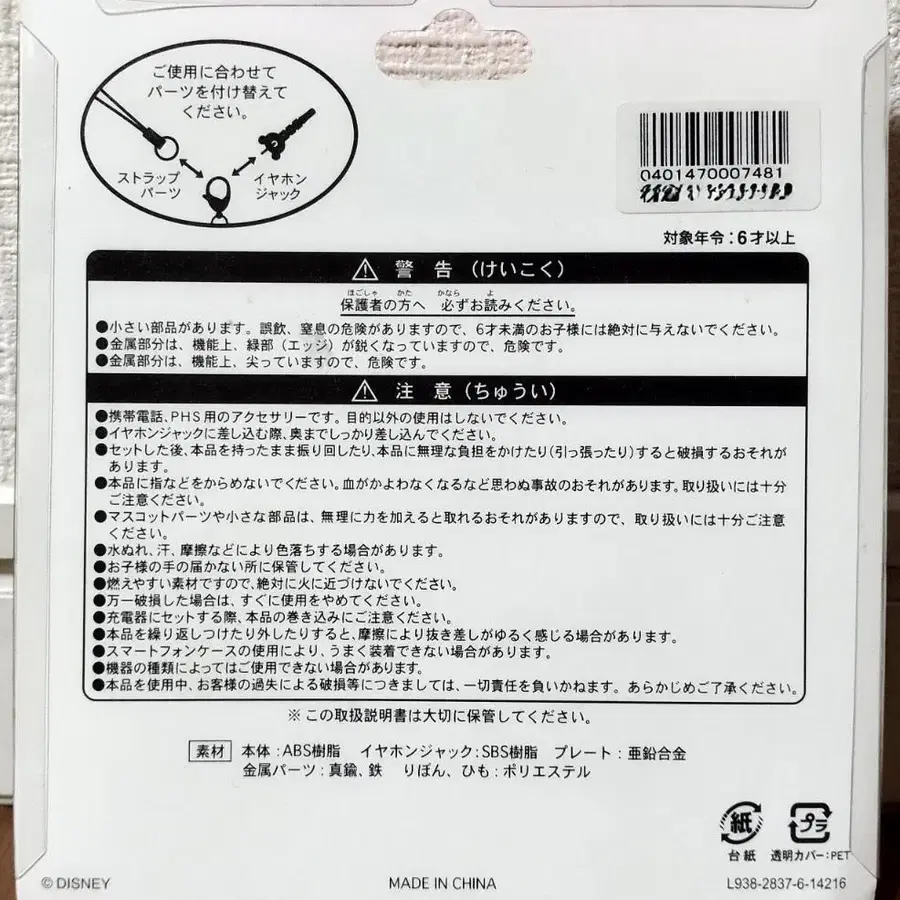 ご使用に合わせて
パーツを付け替えて
ください。
ストラップ
パーツ
イヤホン
ジャック
0401470007481
対象年令:6才以上
警 告 (けいこく)
ほごしゃ かた かなら よ
保護者の方へ 必ずお読みください。
●小さい部品があります。誤飲、窒息の危険がありますので、6才未満のお子様には絶対に与えないでください。
●金属部分は、機能上、緑部(エッジ)が鋭くなっていますので、危険です。
●金属部分は、機能上、尖っていますので、危険です。
注 意 (ちゅうい)
●携帯電話、PHS用のアクセサリーです。目的以外の使用はしないでください。
●イヤホンジャックに差し込む際、奥までしっかり差し込んでください。
●セットした後、本品を持ったまま振り回したり、本品に無理な負担をかけたり(引っ張ったり)すると破損するおそれが
あります。
●本品に指などをからめないでください。血がかよわなくなるなど思わぬ事故のおそれがあります。取り扱いには十分
ご注意ください。
●マスコットパーツや小さな部品は、無理に力を加えると取れるおそれがありますので、取り扱いには十分ご注意
ください。
●水ぬれ、汗、摩擦などにより色落ちする場合があります。
●お子様の手の届かない所に保管してください。
●燃えやすい素材ですので、絶対に火に近づけないでください。
●万一破損した場合は、すぐに使用をやめてください。
●充電器にセットする際、本品の巻き込みにご注意ください。
●本品を繰り返しつけたり外したりすると、摩擦により抜き差しがゆるく感じる場合があります。
●スマートフォンケースの使用により、うまく装着できない場合があります。
●機器の種類によってはご使用できない場合があります。
●本品を使用中、お客様の過失による破損等につきましては、一切責任を負いかねます。あらかじめご了承ください。
※この取扱説明書は大切に保管してください。
素材 本体:ABS樹脂 イヤホンジャック:SBS樹脂 プレート:亜鉛合金
金属パーツ:真鍮、鉄 りぼん、ひも:ポリエステル
紙 プラ
台紙 透明カバー:PET
©DISNEY MADE IN CHINA L938-2837-6-14216